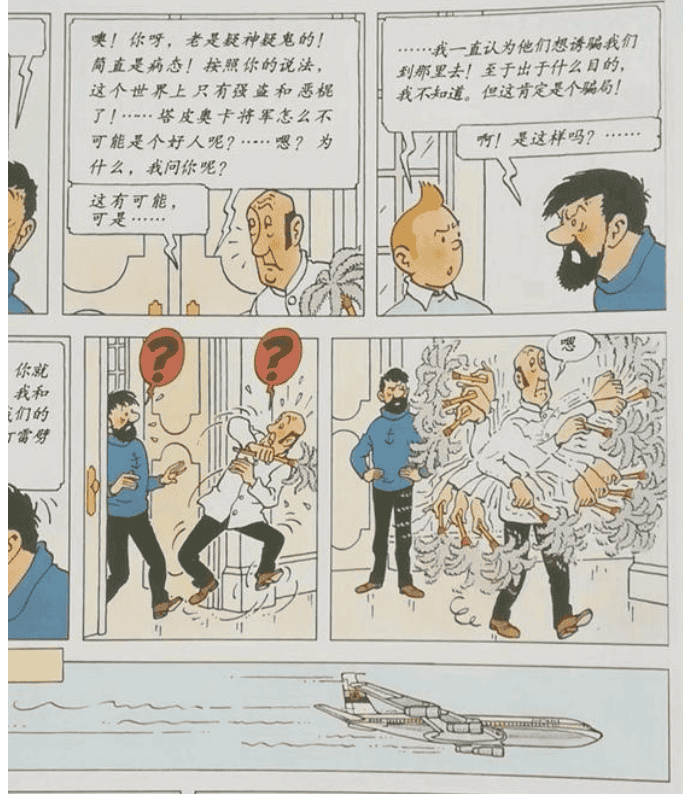 噢！你呀，老是疑神疑鬼的！
简直是病态！按照你的说法，
这个世界上只有强盗和恶棍
了！……塔皮奥卡将军怎么不
可能是个好人呢？……嗯？为
什么，我问你呢？
这有可能，
可是……
……我一直认为他们想诱骗我们
到那里去！至于出于什么目的，
我不知道。但这肯定是个骗局！
啊！是这样吗？……
你就
我和
们的
雷劈
?
?
嗯